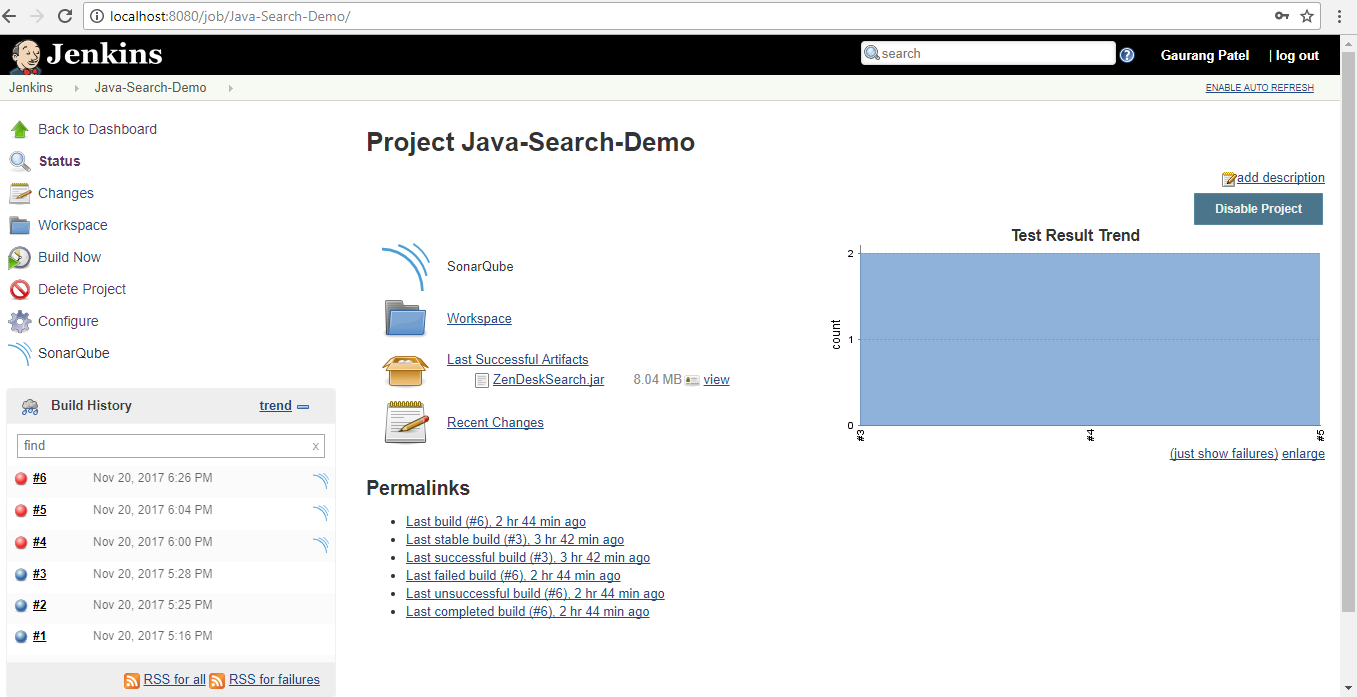 localhost:8080/job/Java-Search-Demo/
Jenkins
search
?
Gaurang Patel
| log out
Jenkins
Java-Search-Demo
ENABLE AUTO REFRESH
Back to Dashboard
Status
Changes
Workspace
Build Now
Delete Project
Configure
SonarQube
Build History
trend
find
x
#6 Nov 20, 2017 6:26 PM
#5 Nov 20, 2017 6:04 PM
#4 Nov 20, 2017 6:00 PM
#3 Nov 20, 2017 5:28 PM
#2 Nov 20, 2017 5:25 PM
#1 Nov 20, 2017 5:16 PM
RSS for all RSS for failures
Project Java-Search-Demo
add description
Disable Project
SonarQube
Workspace
Last Successful Artifacts
ZenDeskSearch.jar 8.04 MB view
Recent Changes
Test Result Trend
count
2
1
0
#3
#4
#5
(just show failures) enlarge
Permalinks
Last build (#6), 2 hr 44 min ago
Last stable build (#3), 3 hr 42 min ago
Last successful build (#3), 3 hr 42 min ago
Last failed build (#6), 2 hr 44 min ago
Last unsuccessful build (#6), 2 hr 44 min ago
Last completed build (#6), 2 hr 44 min ago